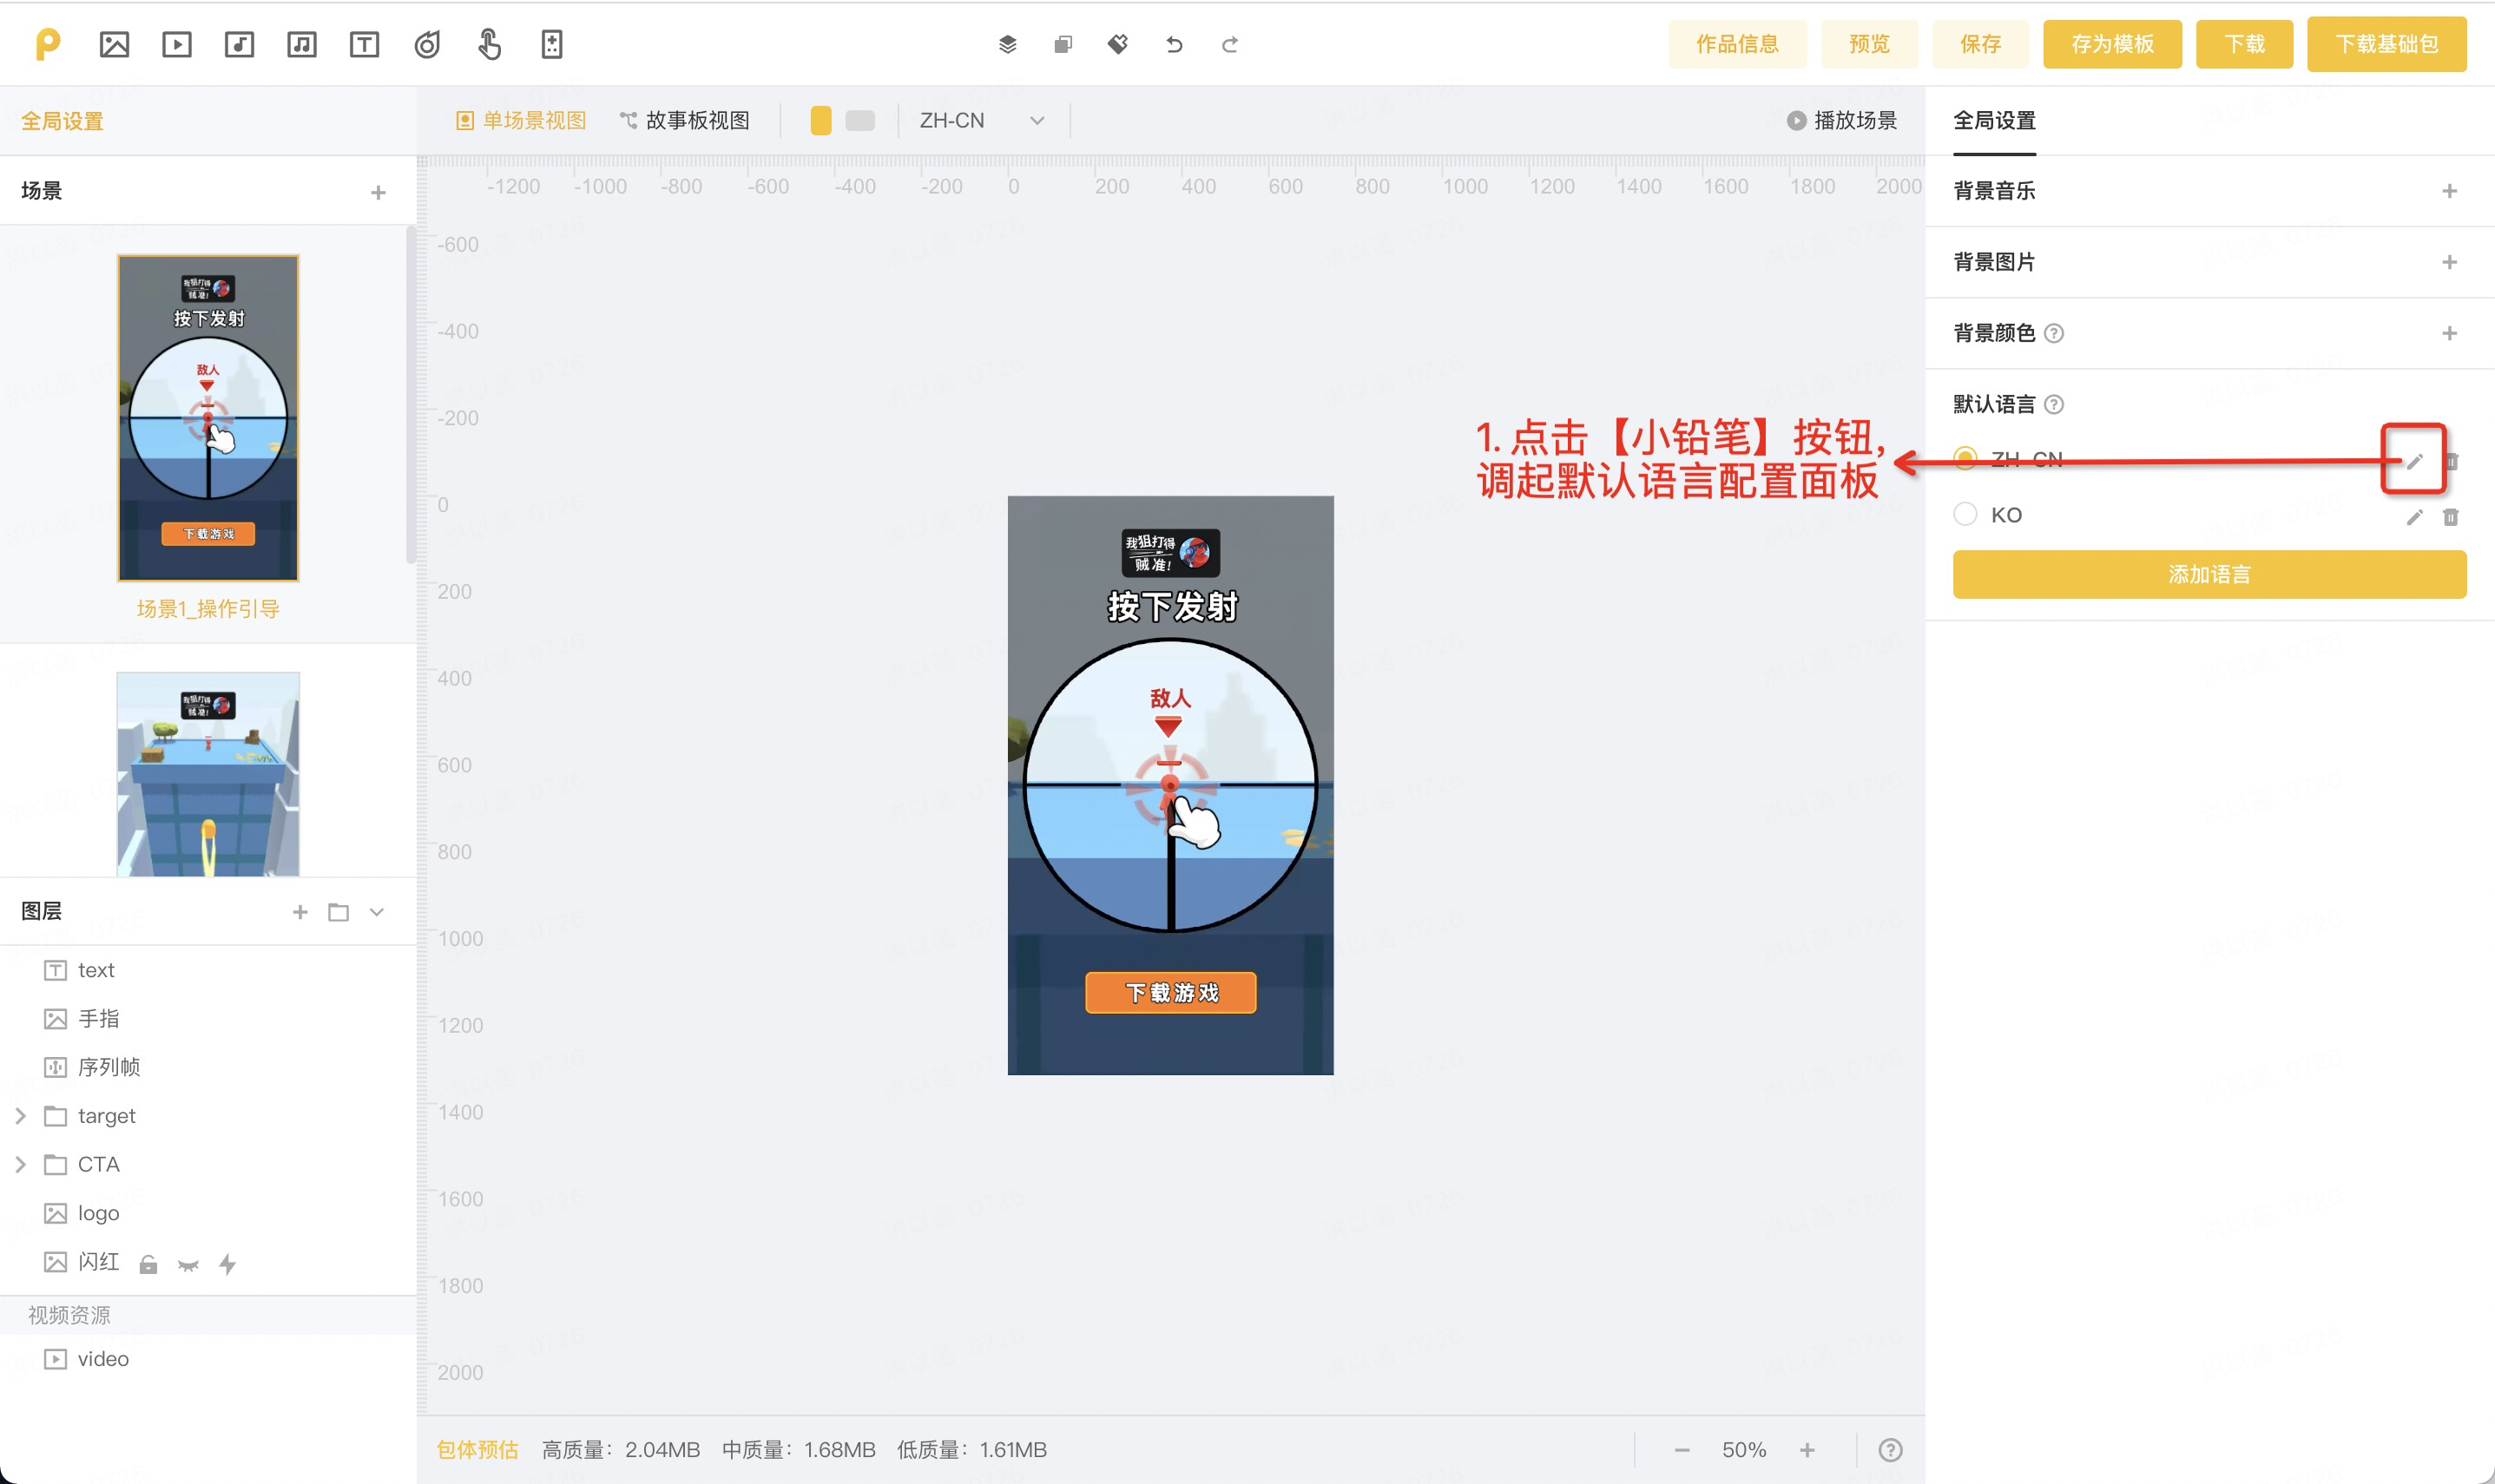 作品信息
预览
保存
存为模板
下载
下载基础包
全局设置
单场景视图
故事板视图
ZH-CN
播放场景
全局设置
场景
背景音乐
背景图片
背景颜色
默认语言
ZH-CN
KO
添加语言
1. 点击【小铅笔】按钮,
调起默认语言配置面板
-1200 -1000 -800 -600 -400 -200 0 200 400 600 800 1000 1200 1400 1600 1800 2000
-600
-400
-200
0
200
400
600
800
1000
1200
1400
1600
1800
2000
我狙打得
贼准!
按下发射
敌人
下载游戏
场景1_操作引导
我狙打得
贼准!
我狙打得
贼准!
按下发射
敌人
下载游戏
图层
text
手指
序列帧
target
CTA
logo
闪红
视频资源
video
包体预估 高质量：2.04MB 中质量：1.68MB 低质量：1.61MB
50%